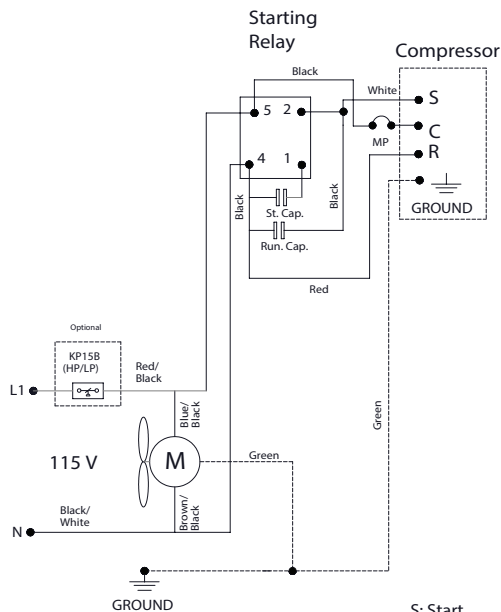 Starting
Relay
Compressor
Black
White
5 2
S
C
MP
R
4 1
Black
St. Cap.
Black
GROUND
Run. Cap.
Red
Optional
KP15B
(HP/LP)
Red/
Black
L1
Blue/
Black
Green
115 V
M
Green
Black/
White
Brown/
Black
N
GROUND
S: Start